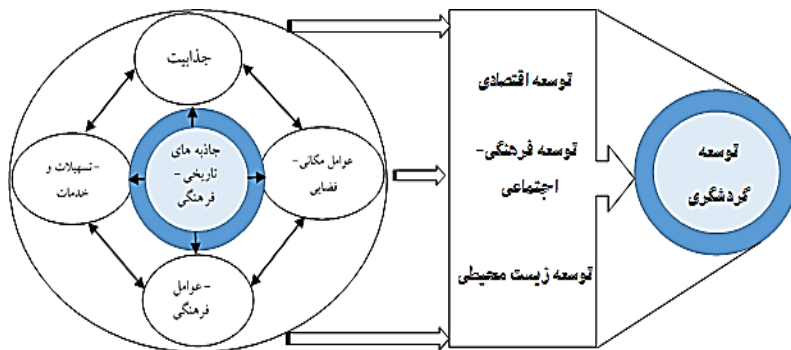 جذابیت
-تسهیلات و
خدمات
جاذبه های
تاریخی-
فرهنگی
عوامل مکانی-
فضایی
-عوامل
فرهنگی
توسعه اقتصادی
توسعه فرهنگی-
اجتماعی
توسعه زیست محیطی
توسعه
گردشگری